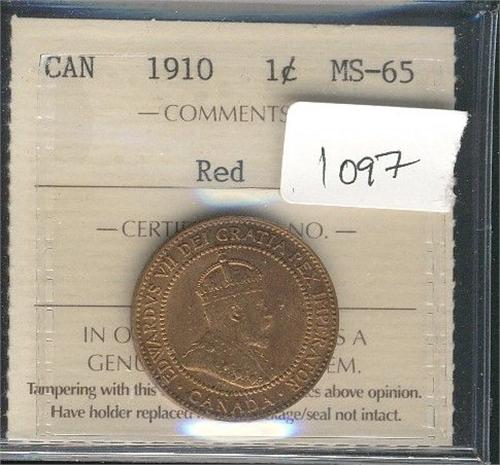 CAN 1910 1¢ MS-65
— COMMENTS
Red
1097
— CERTI NO. —
EDWARDVS VII DEI GRATIA REX IMPERATOR
CANADA
IN O S A
GENU EM.
Tampering with this cs above opinion.
Have holder replaced age/seal not intact.